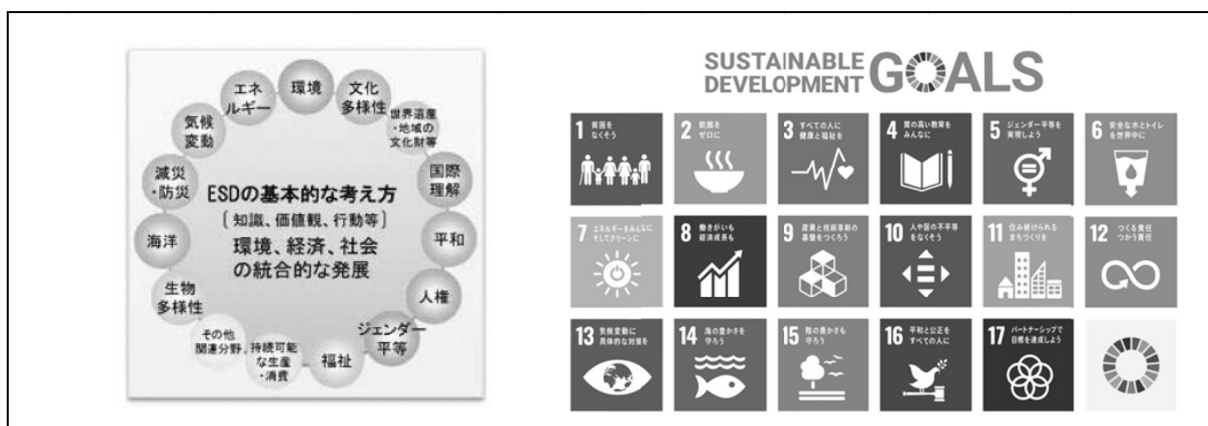 ESDの基本的な考え方
〔知識、価値観、行動等〕
環境、経済、社会
の統合的な発展
環境
文化
多様性
世界遺産
・地域の
文化財等
国際
理解
平和
人権
ジェンダー
平等
福祉
持続可能
な生産
・消費
その他
関連分野
生物
多様性
海洋
減災
・防災
気候
変動
エネ
ルギー
SUSTAINABLE
DEVELOPMENT
GOALS
1 貧困を
なくそう
2 飢餓を
ゼロに
3 すべての人に
健康と福祉を
4 質の高い教育を
みんなに
5 ジェンダー平等を
実現しよう
6 安全な水とトイレ
を世界中に
7 エネルギーをみんなに
そしてクリーンに
8 働きがいも
経済成長も
9 産業と技術革新の
基盤をつくろう
10 人や国の不平等
をなくそう
11 住み続けられる
まちづくりを
12 つくる責任
つかう責任
13 気候変動に
具体的な対策を
14 海の豊かさを
守ろう
15 陸の豊かさも
守ろう
16 平和と公正を
すべての人に
17 パートナーシップで
目標を達成しよう